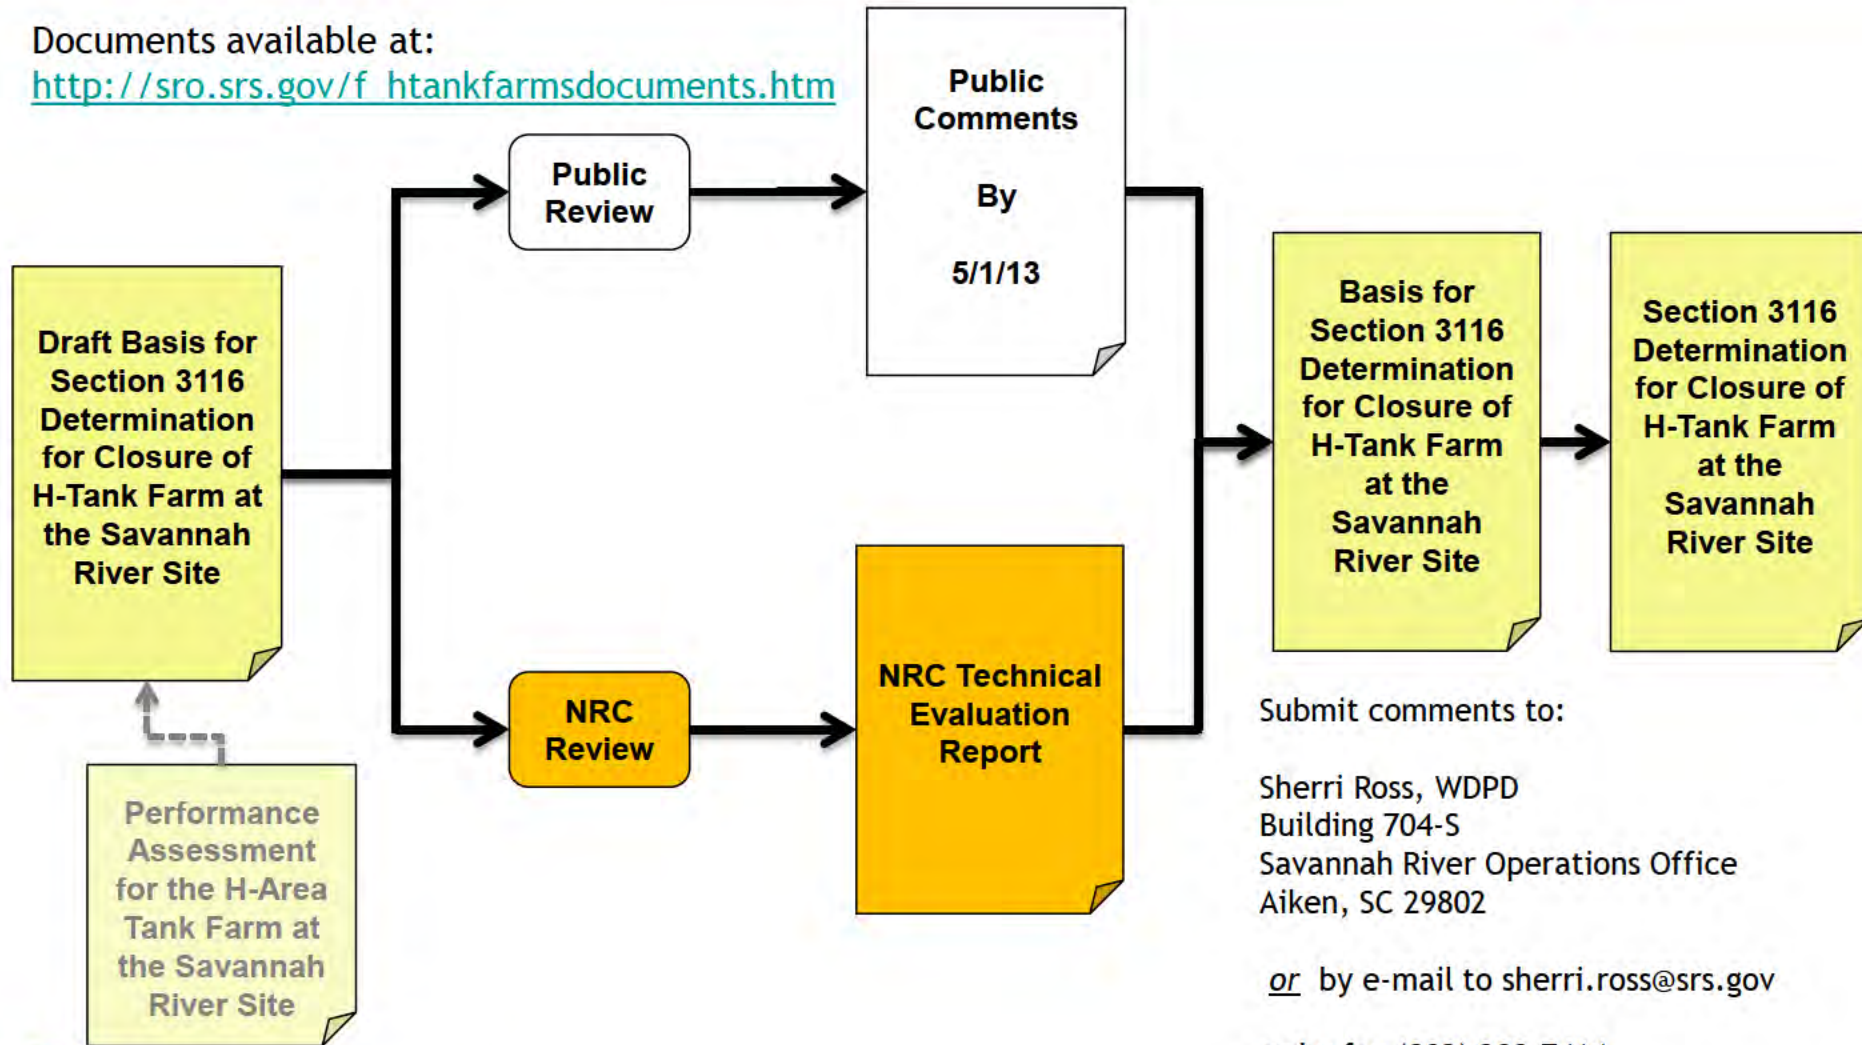 Documents available at:
http://sro.srs.gov/f_htankfarmsdocuments.htm
Draft Basis for
Section 3116
Determination
for Closure of
H-Tank Farm at
the Savannah
River Site
Performance
Assessment
for the H-Area
Tank Farm at
the Savannah
River Site
Public
Review
Public
Comments
By
5/1/13
NRC
Review
NRC Technical
Evaluation
Report
Basis for
Section 3116
Determination
for Closure of
H-Tank Farm
at the
Savannah
River Site
Section 3116
Determination
for Closure of
H-Tank Farm
at the
Savannah
River Site
Submit comments to:
Sherri Ross, WDPD
Building 704-S
Savannah River Operations Office
Aiken, SC 29802
or by e-mail to sherri.ross@srs.gov